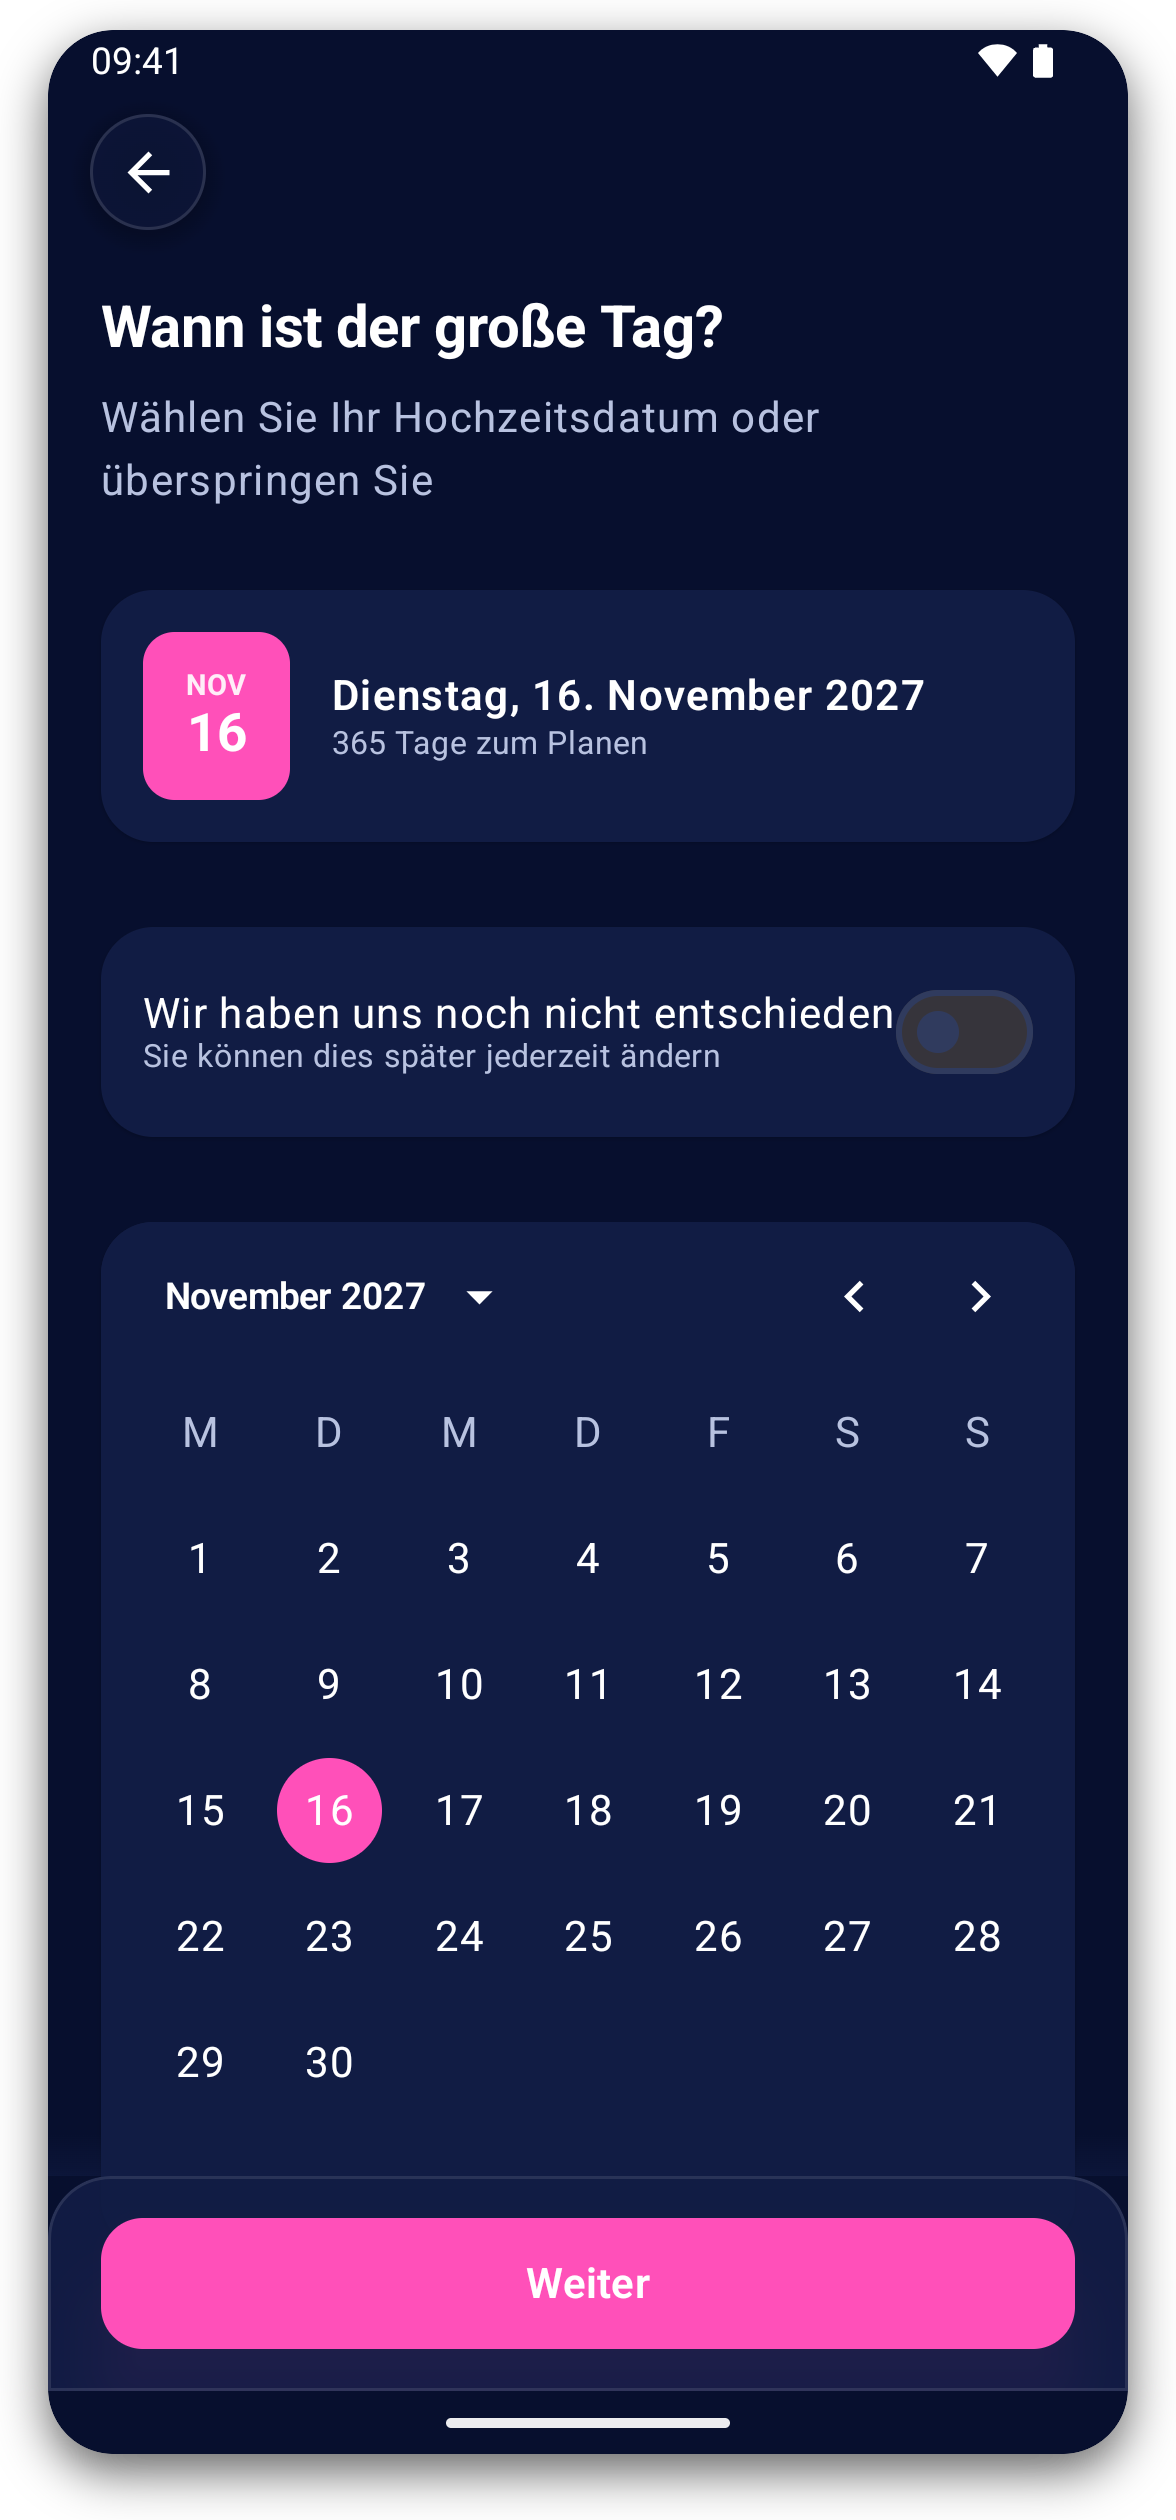 09:41
Wann ist der große Tag?
Wählen Sie Ihr Hochzeitsdatum oder
überspringen Sie
NOV
16
Dienstag, 16. November 2027
365 Tage zum Planen
Wir haben uns noch nicht entschieden
Sie können dies später jederzeit ändern
November 2027
M D M D F S S
1 2 3 4 5 6 7
8 9 10 11 12 13 14
15 16 17 18 19 20 21
22 23 24 25 26 27 28
29 30
Weiter